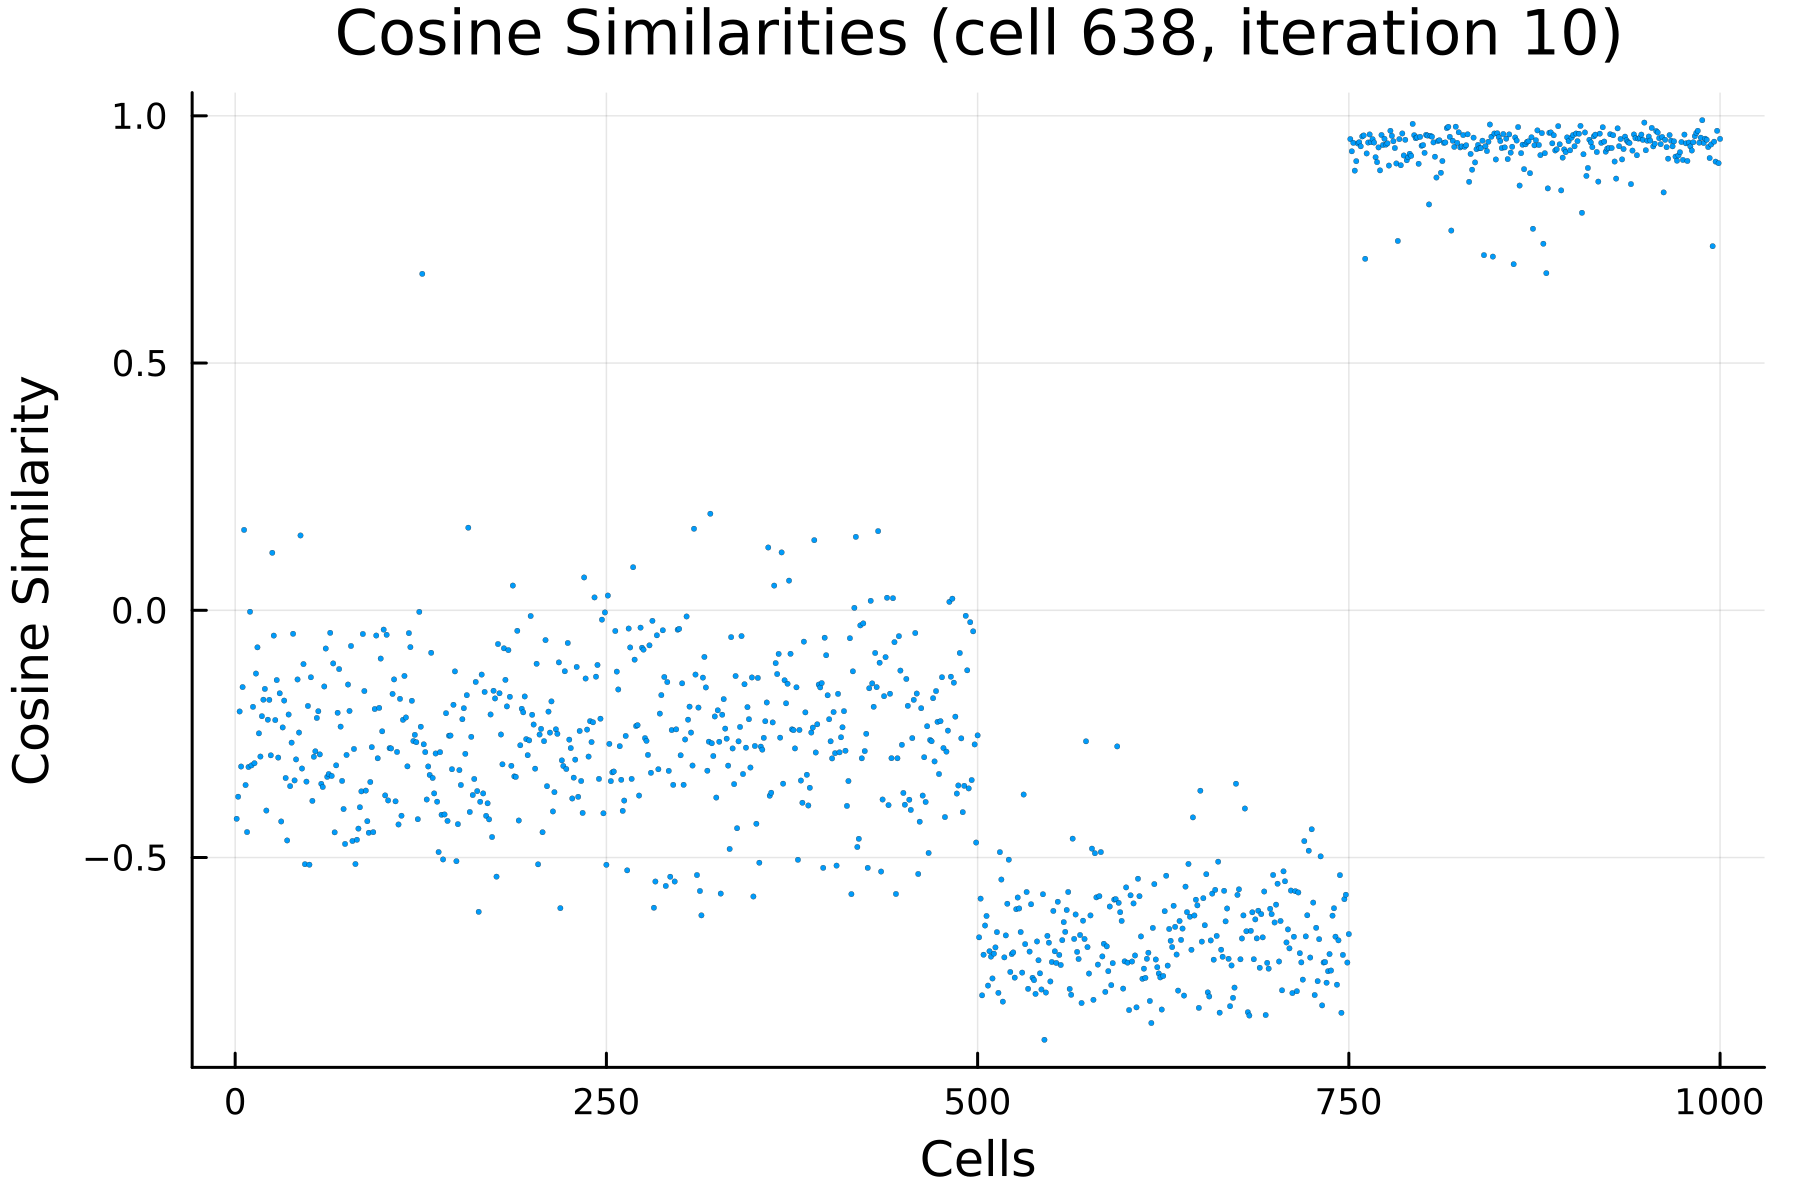 Cosine Similarities (cell 638, iteration 10)
1.0
0.5
0.0
−0.5
Cosine Similarity
0 250 500 750 1000
Cells